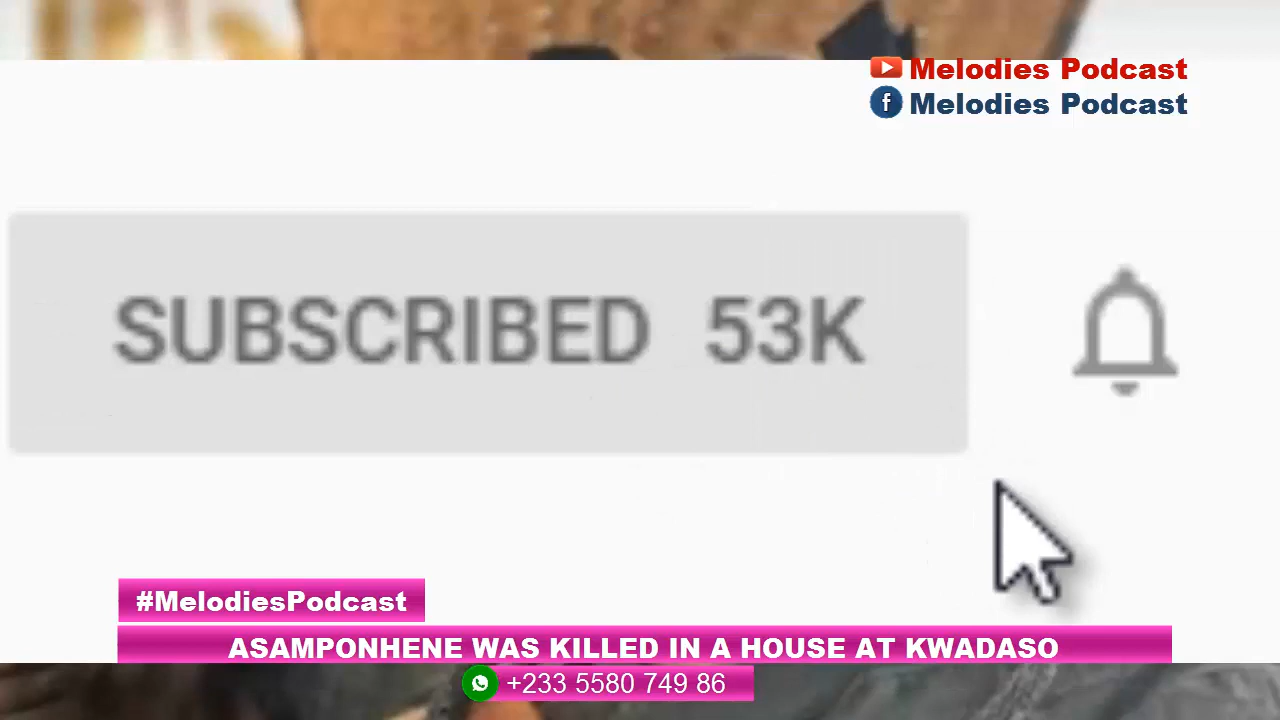 Melodies Podcast
Melodies Podcast
SUBSCRIBED 53K
#MelodiesPodcast
ASAMPONHENE WAS KILLED IN A HOUSE AT KWADASO
+233 5580 749 86